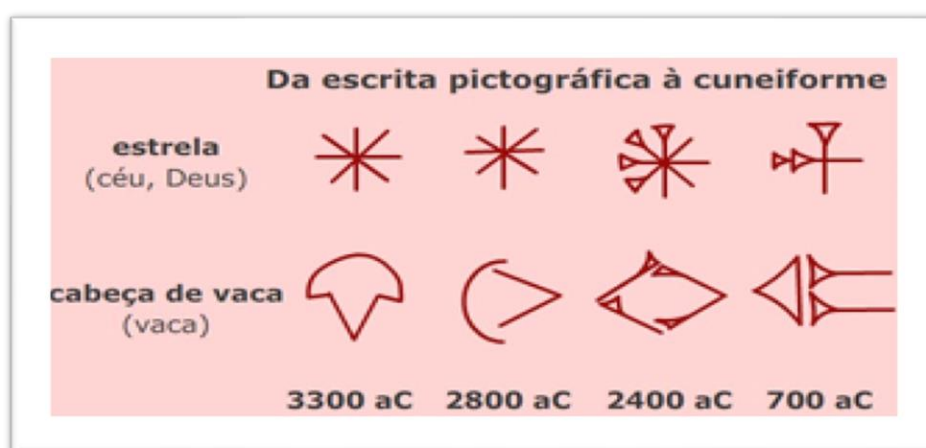 Da escrita pictográfica à cuneiforme
estrela
(céu, Deus)
cabeça de vaca
(vaca)
3300 aC 2800 aC 2400 aC 700 aC